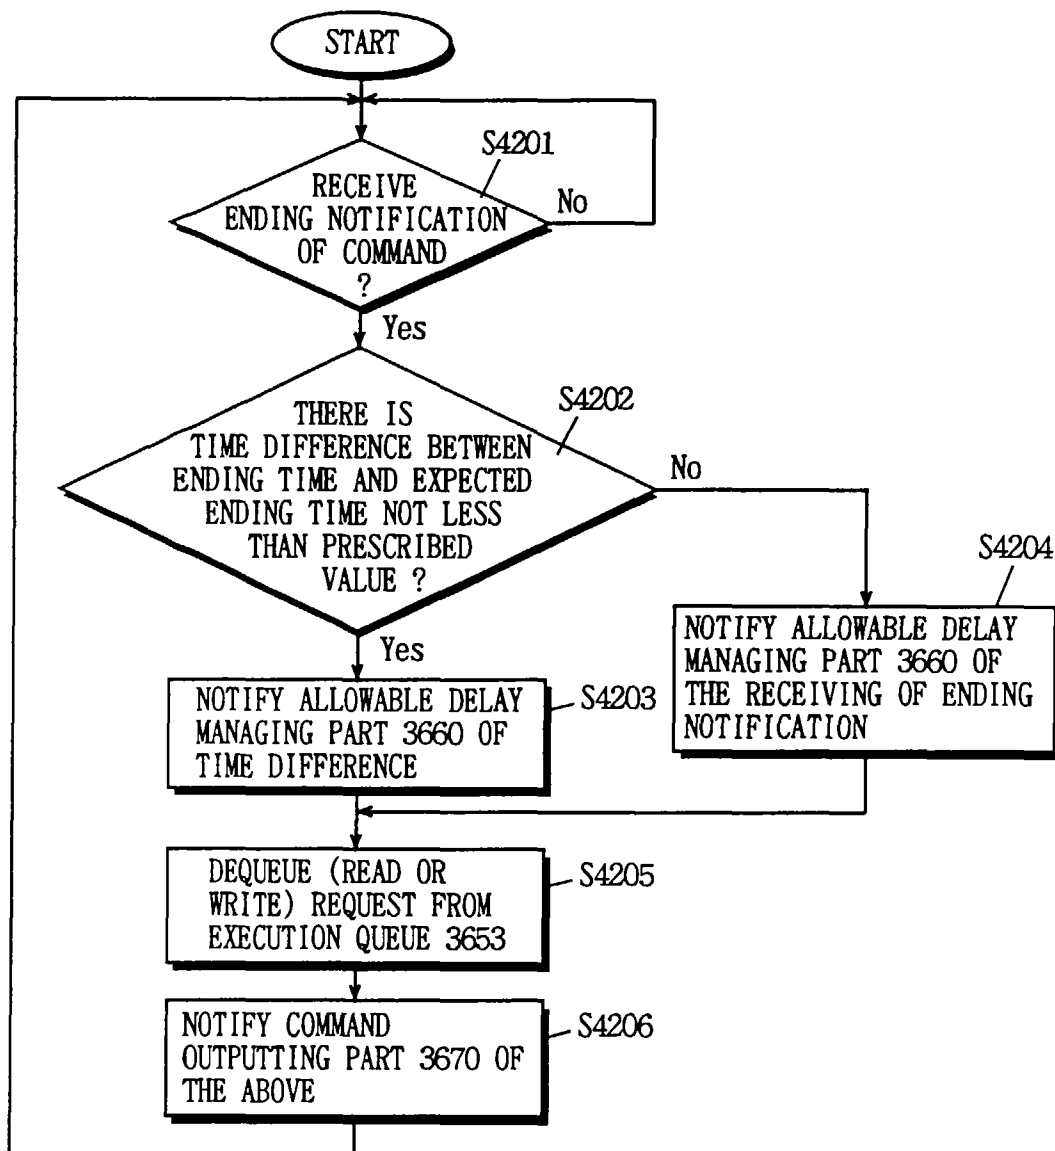 START
S4201
RECEIVE
ENDING NOTIFICATION
OF COMMAND
?
No
Yes
S4202
THERE IS
TIME DIFFERENCE BETWEEN
ENDING TIME AND EXPECTED
ENDING TIME NOT LESS
THAN PRESCRIBED
VALUE ?
No
Yes
S4204
NOTIFY ALLOWABLE DELAY
MANAGING PART 3660 OF
THE RECEIVING OF ENDING
NOTIFICATION
S4203
NOTIFY ALLOWABLE DELAY
MANAGING PART 3660 OF
TIME DIFFERENCE
S4205
DEQUEUE (READ OR
WRITE) REQUEST FROM
EXECUTION QUEUE 3653
S4206
NOTIFY COMMAND
OUTPUTTING PART 3670 OF
THE ABOVE